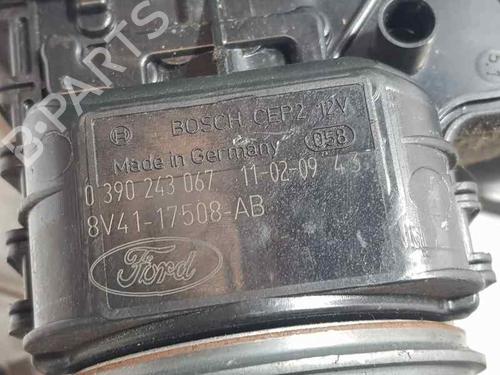 B-PARTS
BOSCH CEP2 12V
Made in Germany 058
0 390 243 067 11-02-09
8V41-17508-AB
Ford